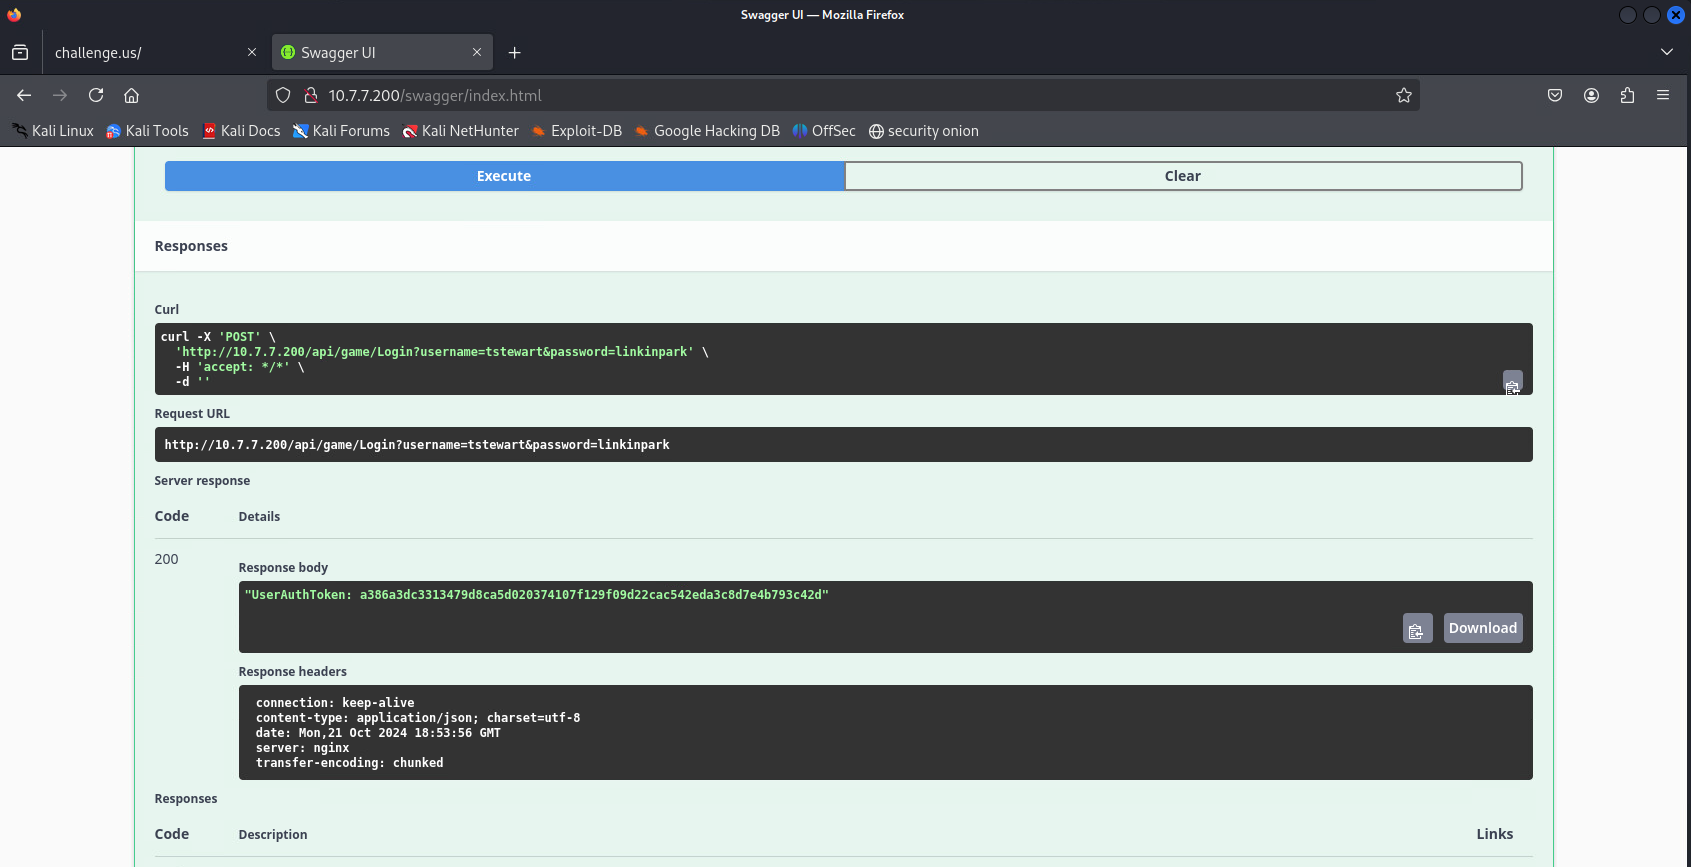 Swagger UI — Mozilla Firefox
challenge.us/
Swagger UI
10.7.7.200/swagger/index.html
Kali Linux Kali Tools Kali Docs Kali Forums Kali NetHunter Exploit-DB Google Hacking DB OffSec security onion
Execute Clear
Responses
Curl
curl -X 'POST' \
'http://10.7.7.200/api/game/Login?username=tstewart&password=linkinpark' \
-H 'accept: */*' \
-d ''
Request URL
http://10.7.7.200/api/game/Login?username=tstewart&password=linkinpark
Server response
Code Details
200
Response body
"UserAuthToken: a386a3dc3313479d8ca5d020374107f129f09d22cac542eda3c8d7e4b793c42d"
Download
Response headers
connection: keep-alive
content-type: application/json; charset=utf-8
date: Mon,21 Oct 2024 18:53:56 GMT
server: nginx
transfer-encoding: chunked
Responses
Code Description Links